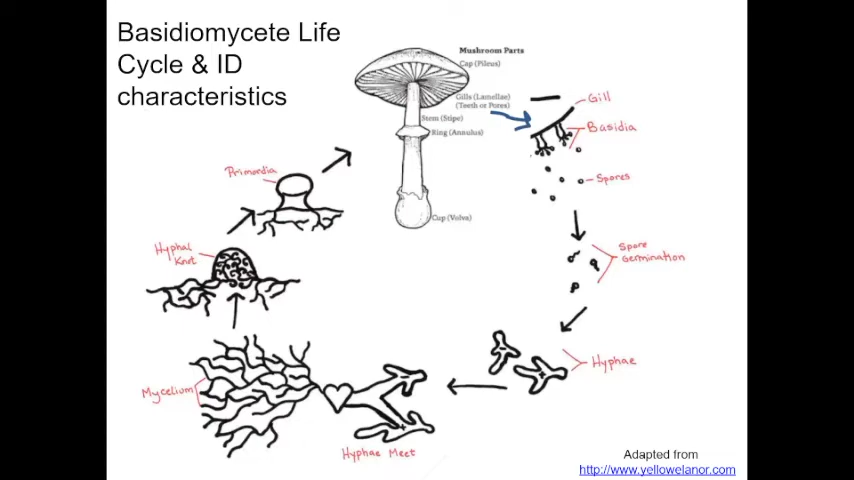 Basidiomycete Life
Cycle & ID
characteristics
Mushroom Parts
Cap (Pileus)
Gills (Lamellae)
(Teeth or Pores)
Stem (Stipe)
Ring (Annulus)
Cup (Volva)
Gill
Basidia
Spores
Spore
Germination
Hyphae
Hyphae Meet
Mycelium
Hyphal
Knot
Primordia
Adapted from
http://www.yellowelanor.com